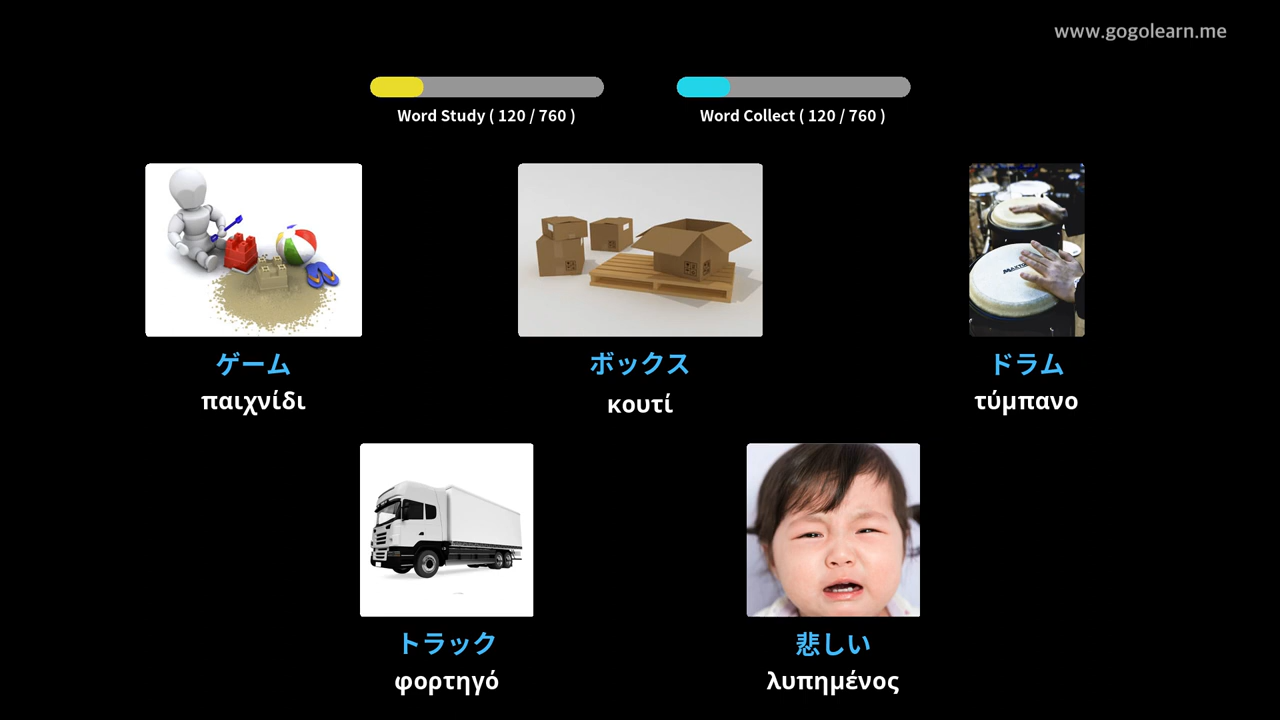 www.gogolearn.me
Word Study ( 120 / 760 )
Word Collect ( 120 / 760 )
ゲーム
παιχνίδι
ボックス
κουτί
ドラム
τύμπανο
トラック
φορτηγό
悲しい
λυπημένος